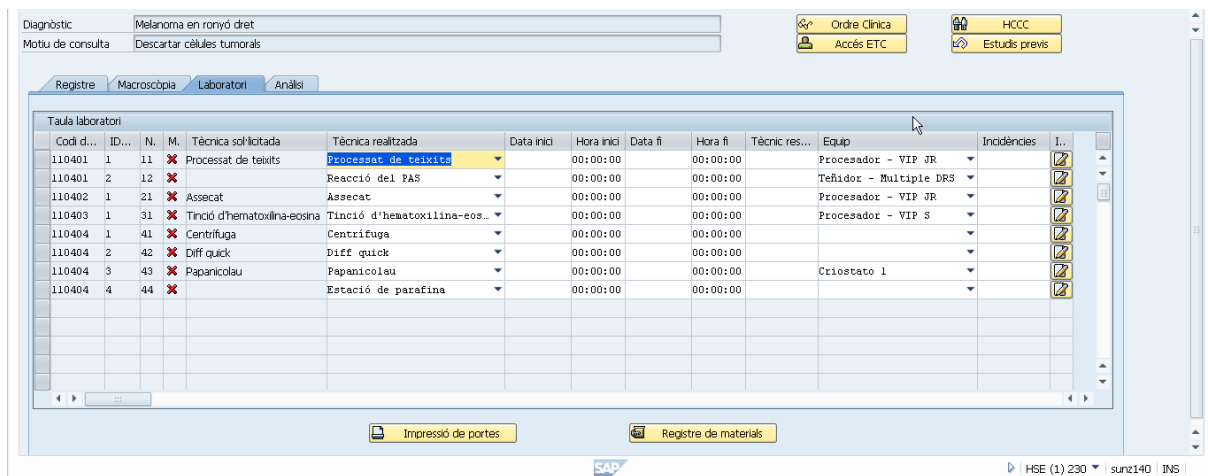 Diagnòstic Melanoma en ronyó dret Ordre Clínica HCCC
Motiu de consulta Descartar cèlules tumorals Accés ETC Estudis previs
Registre Macroscòpia Laboratori Anàlisi
Taula laboratori
Codi d... ID... N. M. Tècnica sol·licitada Tècnica realitzada Data inici Hora inici Data fi Hora fi Tècnic res... Equip Incidències I..
110401 1 11 Processat de teixits Processat de teixits 00:00:00 00:00:00 Procesador - VIP JR
110401 2 12 Reacció del PAS 00:00:00 00:00:00 Teñidor - Multiple DRS
110402 1 21 Assecat Assecat 00:00:00 00:00:00 Procesador - VIP JR
110403 1 31 Tinció d'hematoxilina-eosina Tinció d'hematoxilina-eos... 00:00:00 00:00:00 Procesador - VIP S
110404 1 41 Centrífuga Centrífuga 00:00:00 00:00:00
110404 2 42 Diff quick Diff quick 00:00:00 00:00:00
110404 3 43 Papanicolau Papanicolau 00:00:00 00:00:00 Criostato 1
110404 4 44 Estació de parafina 00:00:00 00:00:00
Impressió de portes Registre de materials
SAP HSE (1) 230 sunz140 INS